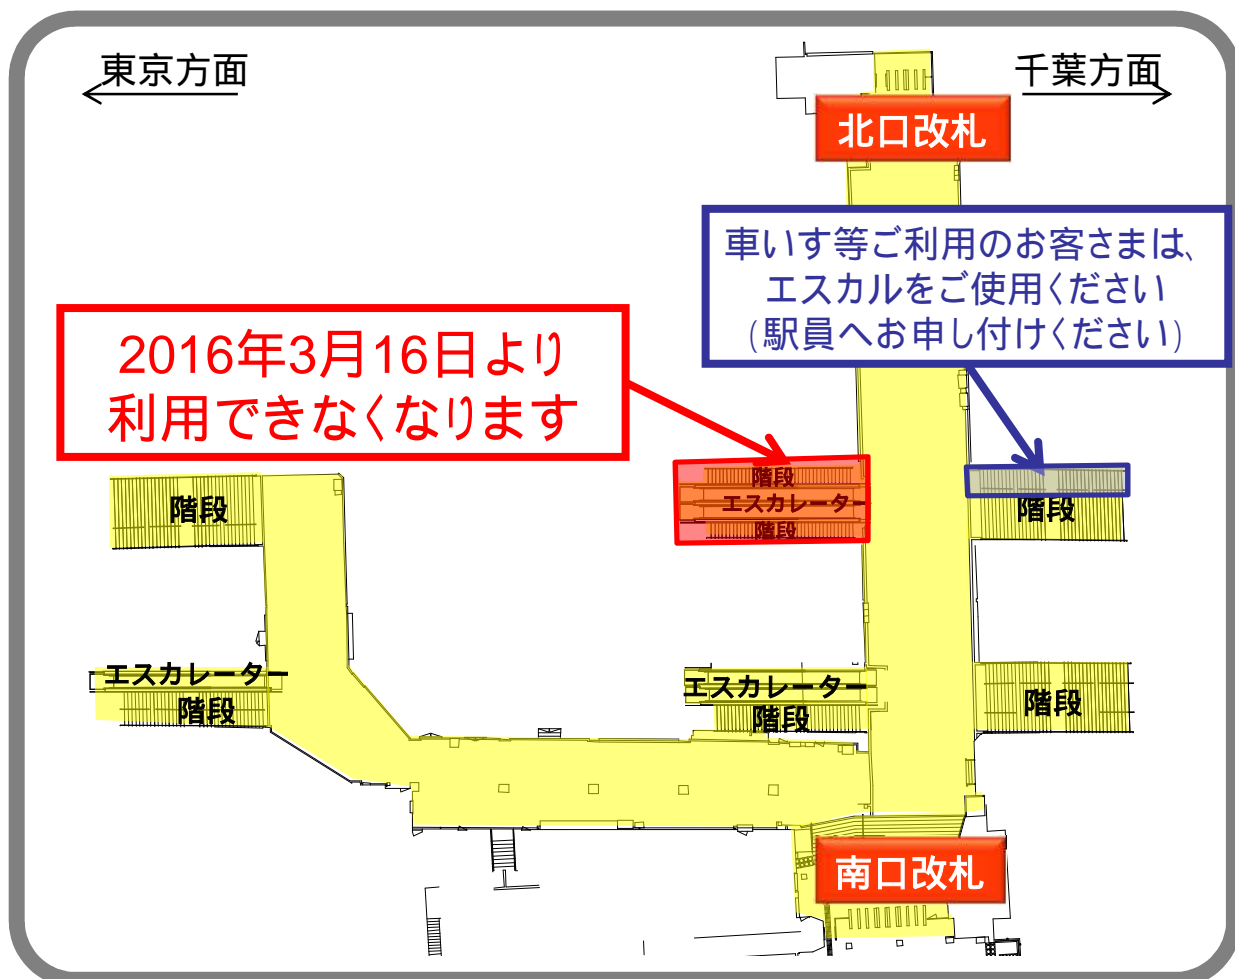 東京方面
千葉方面
北口改札
車いす等ご利用のお客さまは、
エスカルをご使用ください
(駅員へお申し付けください)
2016年3月16日より
利用できなくなります
階段
エスカレーター
階段
階段
階段
エスカレーター
階段
エスカレーター
階段
階段
南口改札